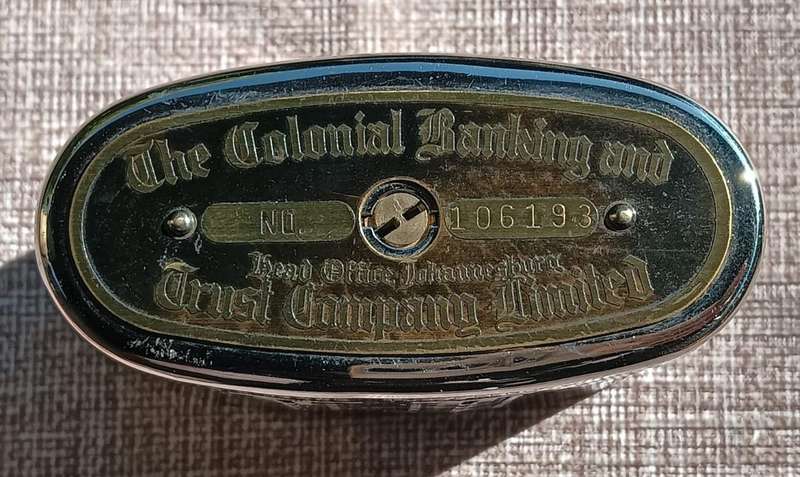 The Colonial Banking and
NO. 106193
Head Office, Johannesburg
Trust Company Limited